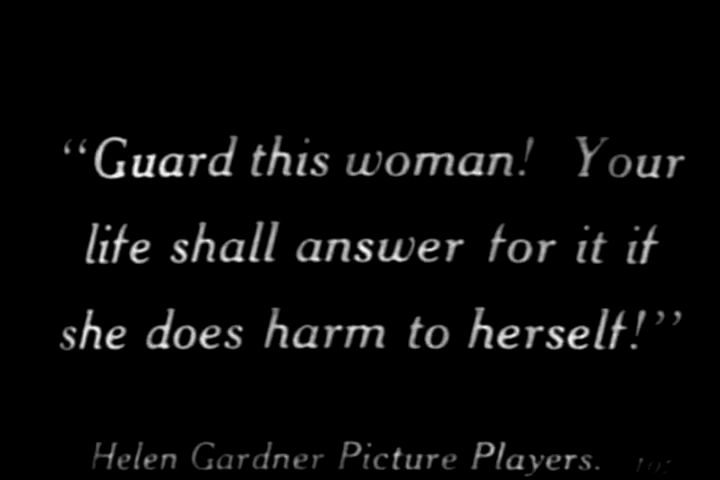 “Guard this woman! Your
life shall answer for it if
she does harm to herself!”
Helen Gardner Picture Players.